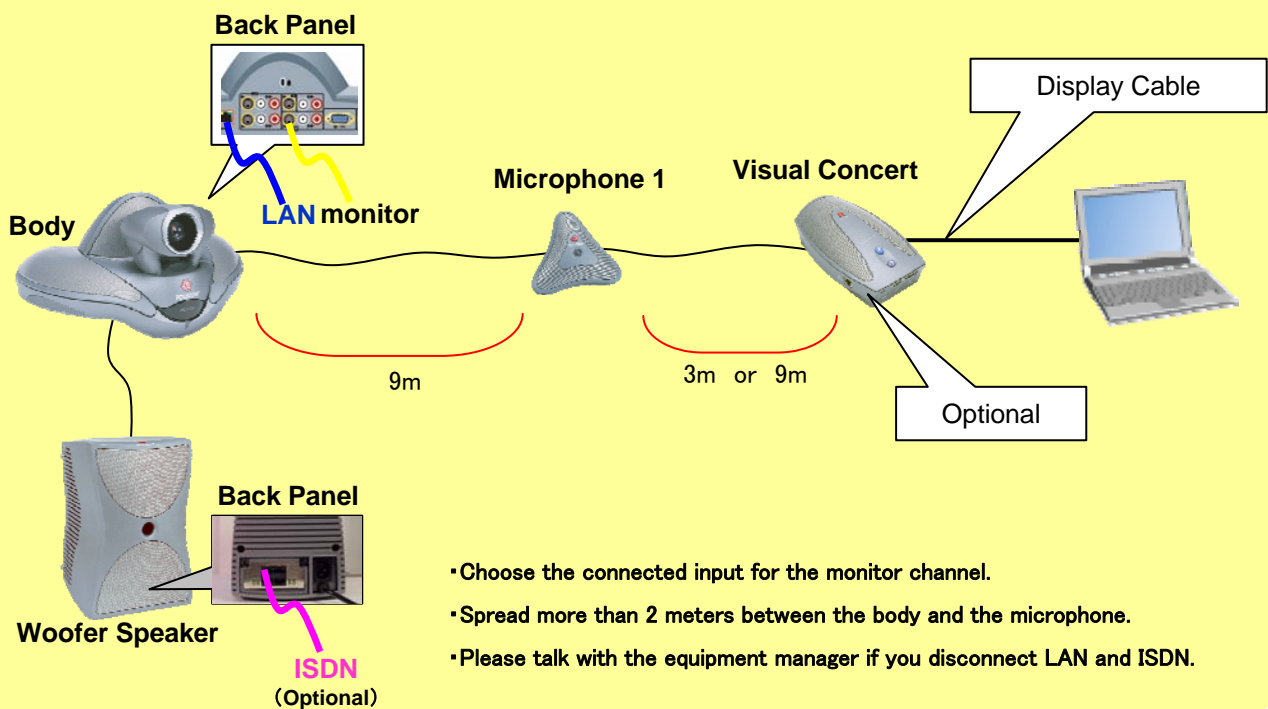 Back Panel
Display Cable
Microphone 1
Visual Concert
LAN monitor
Body
9m
3m or 9m
Optional
Back Panel
Woofer Speaker
ISDN
(Optional)
・Choose the connected input for the monitor channel.
・Spread more than 2 meters between the body and the microphone.
・Please talk with the equipment manager if you disconnect LAN and ISDN.